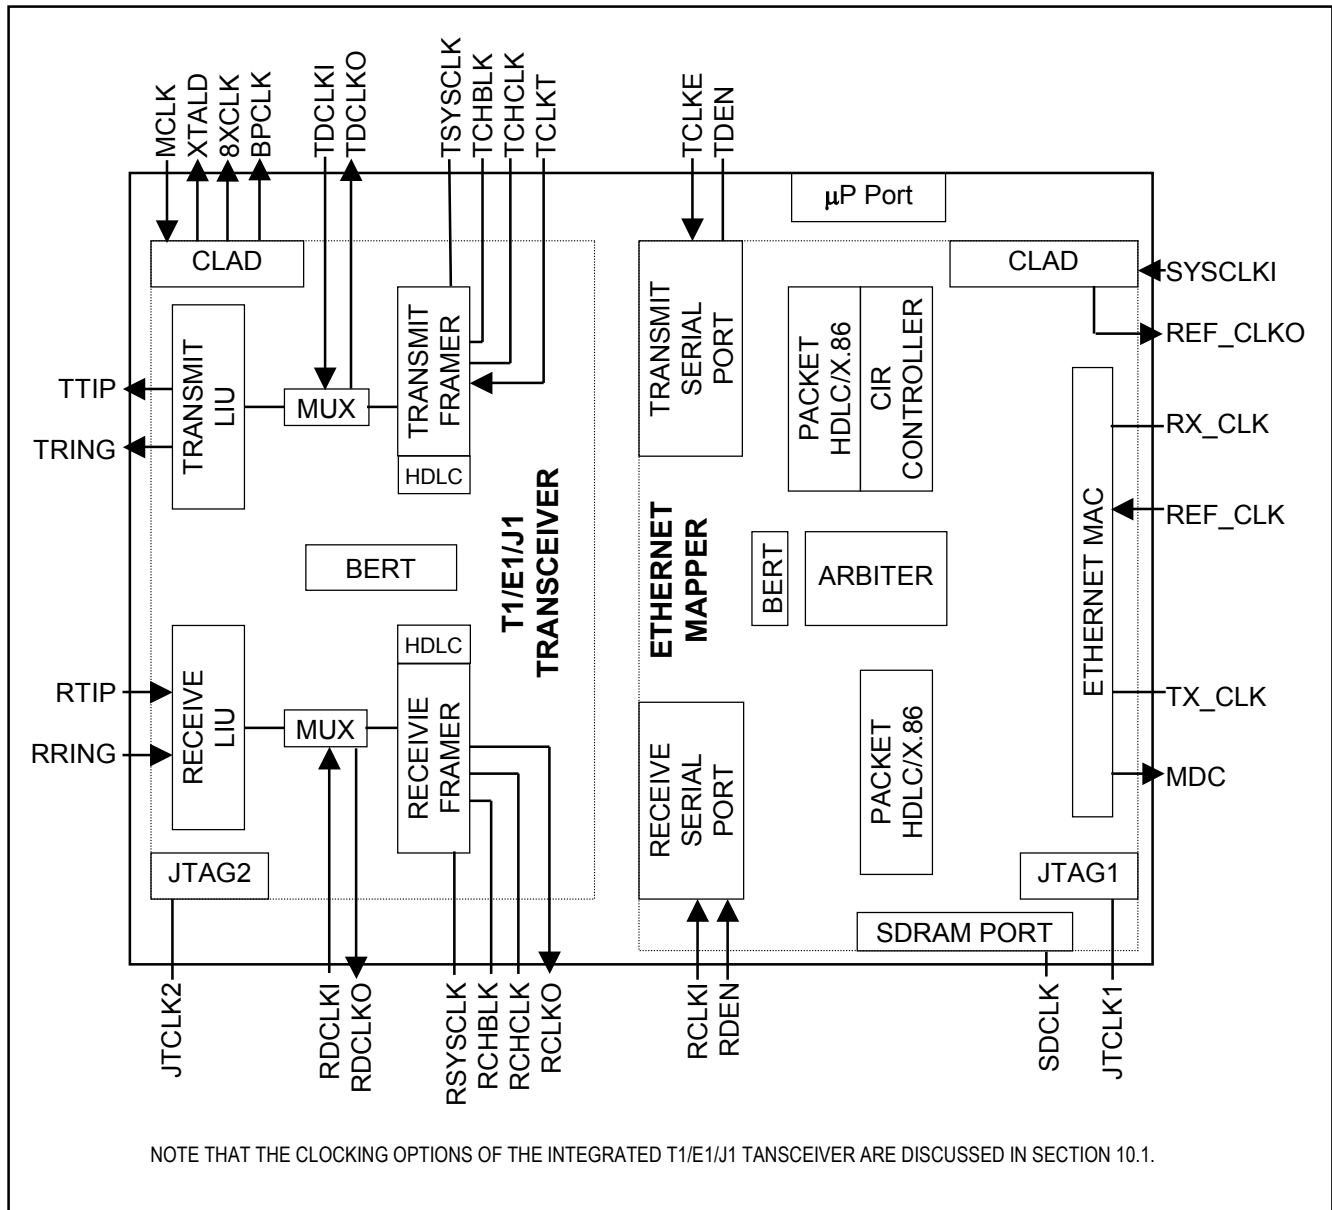 MCLK
XTALD
8XCLK
BPCLK
TDCLKI
TDCLKO
TSYSCLK
TCHBLK
TCHCLK
TCLKT
TCLKE
TDEN
µP Port
CLAD
CLAD
SYSCLKI
REF_CLKO
TRANSMIT
LIU
TTIP
TRING
MUX
TRANSMIT
FRAMER
HDLC
TRANSMIT
SERIAL
PORT
PACKET
HDLC/X.86
CIR
CONTROLLER
RX_CLK
REF_CLK
ETHERNET MAC
BERT
T1/E1/J1
TRANSCEIVER
ETHERNET
MAPPER
BERT
ARBITER
HDLC
RTIP
RRING
RECEIVE
LIU
MUX
RECEIVIE
FRAMER
RECEIVE
SERIAL
PORT
PACKET
HDLC/X.86
TX_CLK
MDC
JTAG2
JTAG1
SDRAM PORT
JTCLK2
RDCLKI
RDCLKO
RSYSCLK
RCHBLK
RCHCLK
RCLKO
RCLKI
RDEN
SDCLK
JTCLK1
NOTE THAT THE CLOCKING OPTIONS OF THE INTEGRATED T1/E1/J1 TANSCEIVER ARE DISCUSSED IN SECTION 10.1.